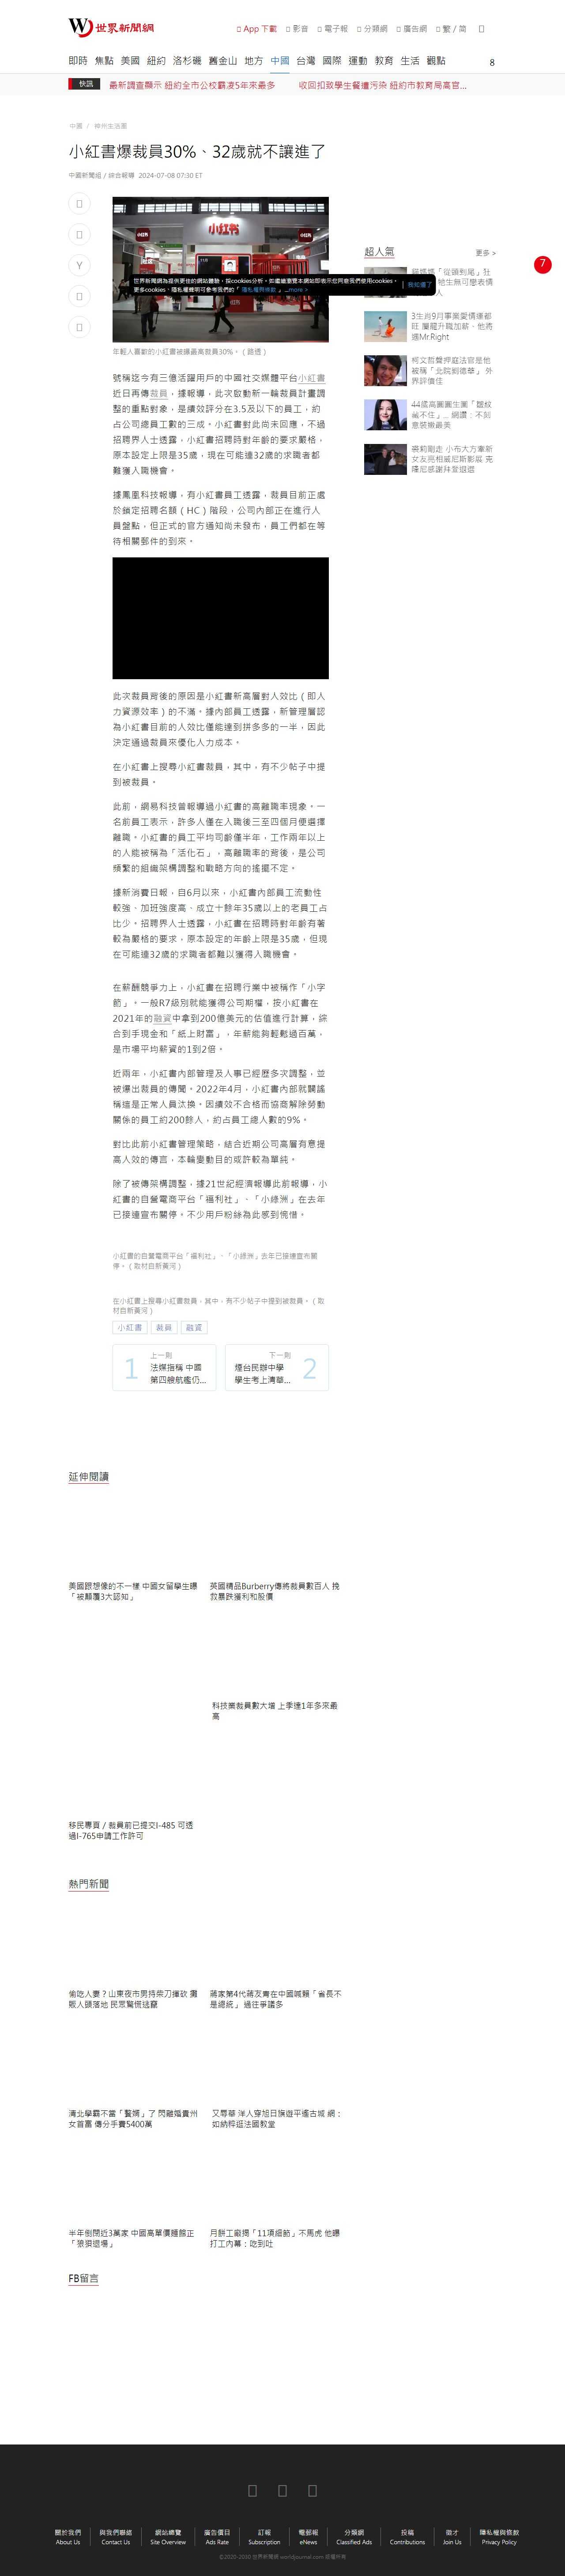 世界新聞網
App 下載 影音 電子報 分類網 廣告網 繁 / 简
即時 焦點 美國 紐約 洛杉磯 舊金山 地方 中國 台灣 國際 運動 教育 生活 觀點
8
快訊
最新調查顯示 紐約全市公校霸凌5年來最多
收回扣致學生餐遭污染 紐約市教育局高官...
中國 / 神州生活圈
小紅書爆裁員30%、32歲就不讓進了
中國新聞組 / 綜合報導 2024-07-08 07:30 ET
小红书
世界新聞網為提供更佳的網站體驗，採cookies分析。如繼續瀏覽本網站即表示您同意我們使用cookies。
更多cookies、隱私權聲明可參考我們的「 隱私權與條款 」 ...more >
我知道了
年輕人喜歡的小紅書被爆最高裁員30%。（路透）
號稱迄今有三億活躍用戶的中國社交媒體平台小紅書
近日再傳裁員，據報導，此次啟動新一輪裁員計畫調
整的重點對象，是績效評分在3.5及以下的員工，約
占公司總員工數的三成。小紅書對此尚未回應，不過
招聘界人士透露，小紅書招聘時對年齡的要求嚴格，
原本設定上限是35歲，現在可能連32歲的求職者都
難獲入職機會。
據鳳凰科技報導，有小紅書員工透露，裁員目前正處
於鎖定招聘名額（HC）階段，公司內部正在進行人
員盤點，但正式的官方通知尚未發布，員工們都在等
待相關郵件的到來。
此次裁員背後的原因是小紅書新高層對人效比（即人
力資源效率）的不滿。據內部員工透露，新管理層認
為小紅書目前的人效比僅能達到拼多多的一半，因此
決定通過裁員來優化人力成本。
在小紅書上搜尋小紅書裁員，其中，有不少帖子中提
到被裁員。
此前，網易科技曾報導過小紅書的高離職率現象。一
名前員工表示，許多人僅在入職後三至四個月便選擇
離職。小紅書的員工平均司齡僅半年，工作兩年以上
的人能被稱為「活化石」，高離職率的背後，是公司
頻繁的組織架構調整和戰略方向的搖擺不定。
據新消費日報，自6月以來，小紅書內部員工流動性
較強、加班強度高、成立十餘年35歲以上的老員工占
比少。招聘界人士透露，小紅書在招聘時對年齡有著
較為嚴格的要求，原本設定的年齡上限是35歲，但現
在可能連32歲的求職者都難以獲得入職機會。
在薪酬競爭力上，小紅書在招聘行業中被稱作「小字
節」。一般R7級別就能獲得公司期權，按小紅書在
2021年的融資中拿到200億美元的估值進行計算，綜
合到手現金和「紙上財富」，年薪能夠輕鬆過百萬，
是市場平均薪資的1到2倍。
近兩年，小紅書內部管理及人事已經歷多次調整，並
被爆出裁員的傳聞。2022年4月，小紅書內部就闢謠
稱這是正常人員汰換。因績效不合格而協商解除勞動
關係的員工約200餘人，約占員工總人數的9%。
對比此前小紅書管理策略，結合近期公司高層有意提
高人效的傳言，本輪變動目的或許較為單純。
除了被傳架構調整，據21世紀經濟報導此前報導，小
紅書的自營電商平台「福利社」、「小綠洲」在去年
已接連宣布關停。不少用戶粉絲為此感到惋惜。
小紅書的自營電商平台「福利社」、「小綠洲」去年已接連宣布關
停。（取材自新黃河）
在小紅書上搜尋小紅書裁員，其中，有不少帖子中提到被裁員。（取
材自新黃河）
小紅書 裁員 融資
1
上一則
法媒指稱 中國
第四艘航艦仍...
下一則
煙台民辦中學
學生考上清華...
2
超人氣
更多 >
3生肖9月事業愛情運都
旺 屬龍升職加薪、他將
遇Mr.Right
柯文哲聲押庭法官是他
被稱「北院劉德華」 外
界評價佳
44歲高圓圓生圖「皺紋
藏不住」... 網讚：不刻
意裝嫩最美
裘莉剛走 小布大方牽新
女友亮相威尼斯影展 克
隆尼感謝拜登退選
7
延伸閱讀
美國跟想像的不一樣 中國女留學生曝
「被顛覆3大認知」
英國精品Burberry傳將裁員數百人 挽
救暴跌獲利和股價
科技業裁員數大增 上季達1年多來最
高
移民專頁 / 裁員前已提交I-485 可透
過I-765申請工作許可
熱門新聞
偷吃人妻？山東夜市男持柴刀揮砍 攤
販人頭落地 民眾驚慌逃竄
蔣家第4代蔣友青在中國喊賴「省長不
是總統」 過往爭議多
清北學霸不當「贅婿」了 閃離婚貴州
女首富 傳分手費5400萬
又辱華 洋人穿旭日旗遊平遙古城 網：
如納粹逛法國教堂
半年倒閉近3萬家 中國高單價麵館正
「狼狽退場」
月餅工廠揭「11項細節」不馬虎 他曝
打工內幕：吃到吐
FB留言
關於我們 與我們聯絡 網站總覽 廣告價目 訂報 電郵報 分類網 投稿 徵才 隱私權與條款
About Us Contact Us Site Overview Ads Rate Subscription eNews Classified Ads Contributions Join Us Privacy Policy